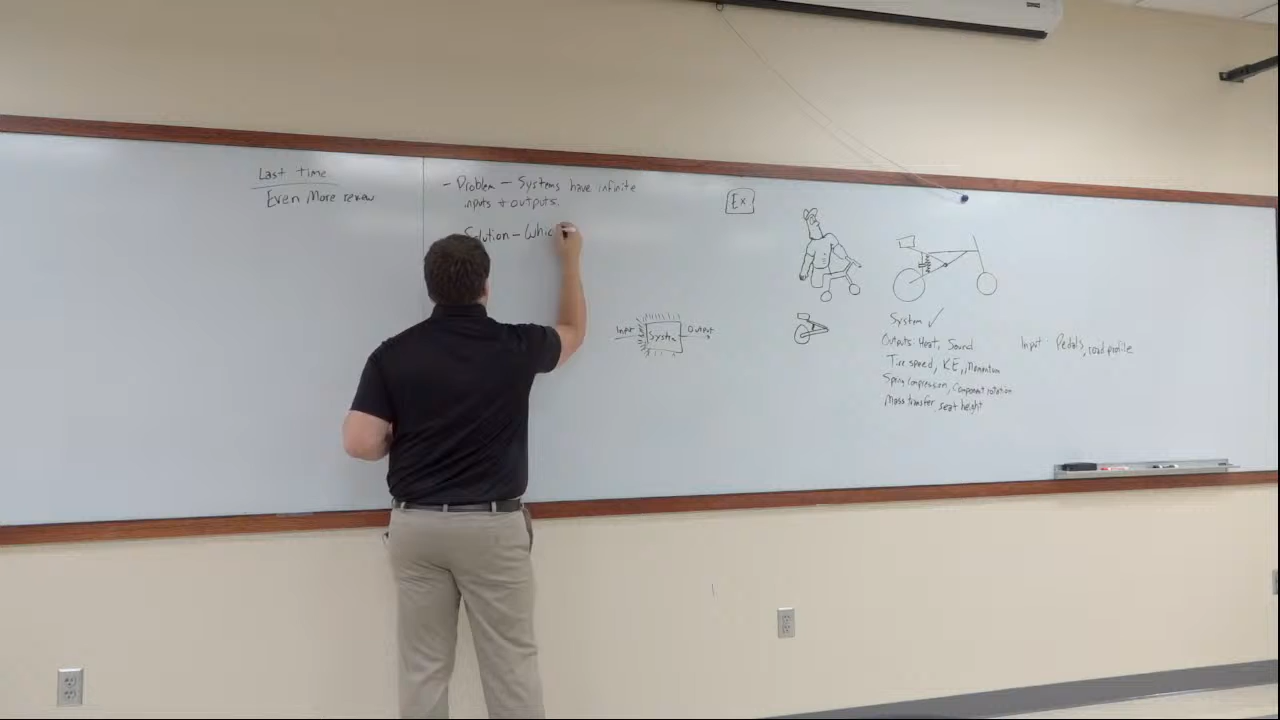 Last Time
Even More review
- Problem - Systems have infinite
inputs + outputs.
Solution - Whic
Input
System
Output
Ex
System ✓
Outputs: Heat, Sound
Tire speed, KE, Momentum
Spring compression, Component rotation
Mass transfer, seat height
Input: Pedals, road profile